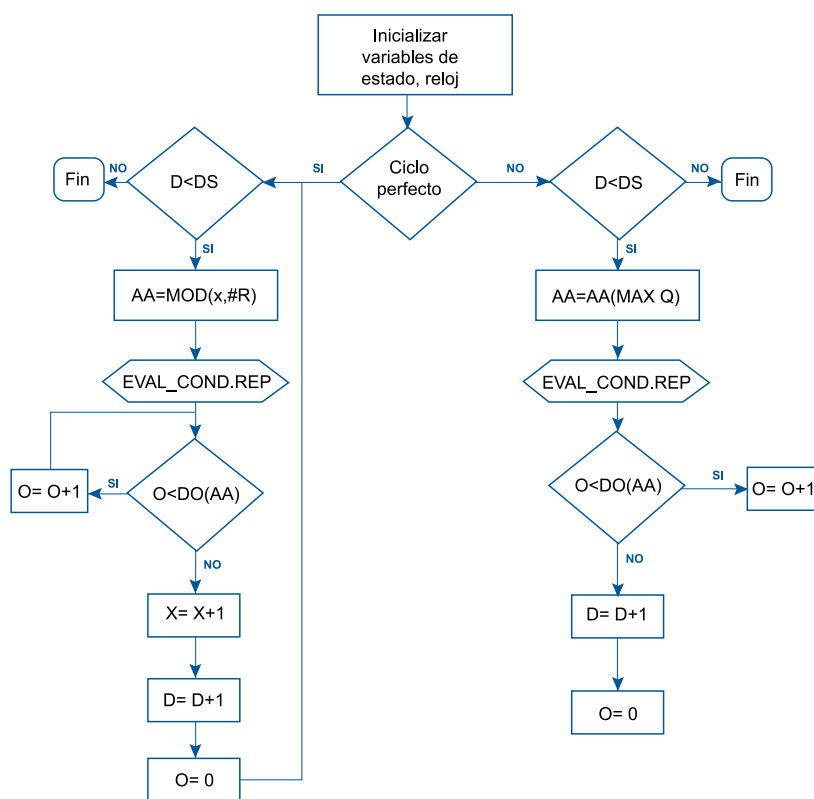 Inicializar
variables de
estado, reloj
Ciclo
perfecto
SI
NO
D<DS
NO
Fin
SI
AA=MOD(x,#R)
EVAL_COND.REP
O<DO(AA)
SI
O= O+1
NO
X= X+1
D= D+1
O= 0
D<DS
NO
Fin
SI
AA=AA(MAX Q)
EVAL_COND.REP
O<DO(AA)
SI
O= O+1
NO
D= D+1
O= 0